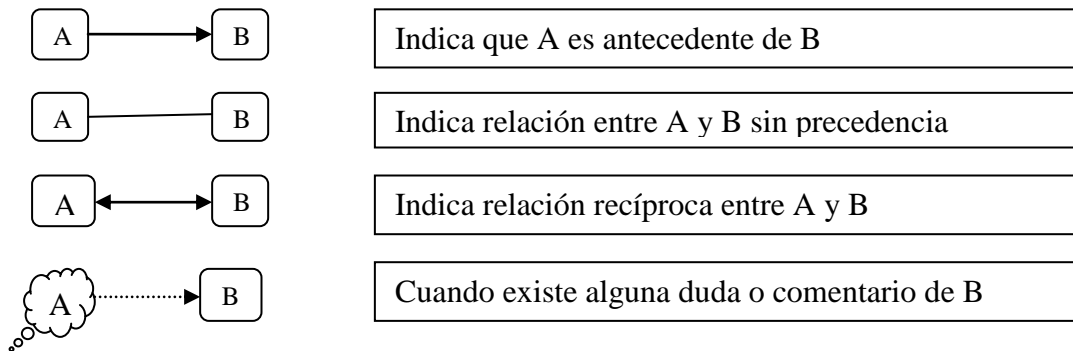 A B Indica que A es antecedente de B
A B Indica relación entre A y B sin precedencia
A B Indica relación recíproca entre A y B
A B Cuando existe alguna duda o comentario de B